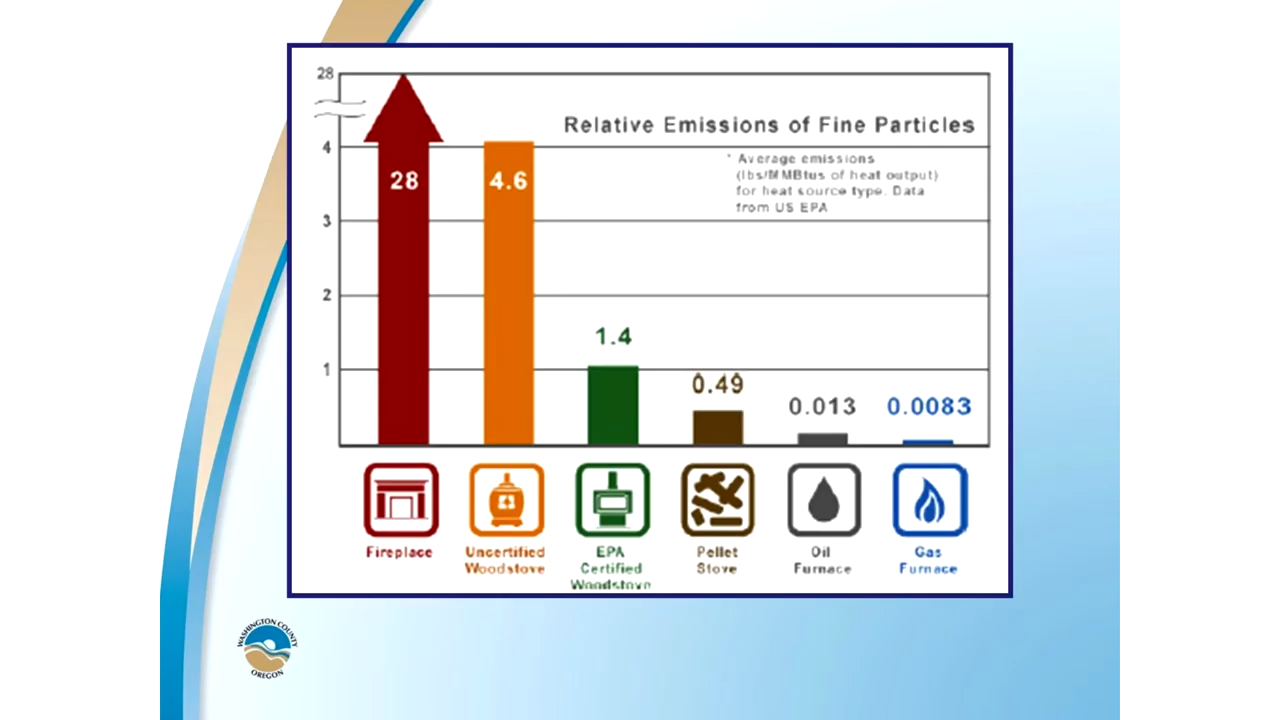 28
Relative Emissions of Fine Particles
4
* Average emissions
(lbs/MMBtus of heat output)
for heat source type. Data
from US EPA
28
4.6
3
2
1.4
1
0.49
0.013
0.0083
Fireplace
Uncertified
Woodstove
EPA
Certified
Woodstove
Pellet
Stove
Oil
Furnace
Gas
Furnace
WASHINGTON COUNTY
OREGON